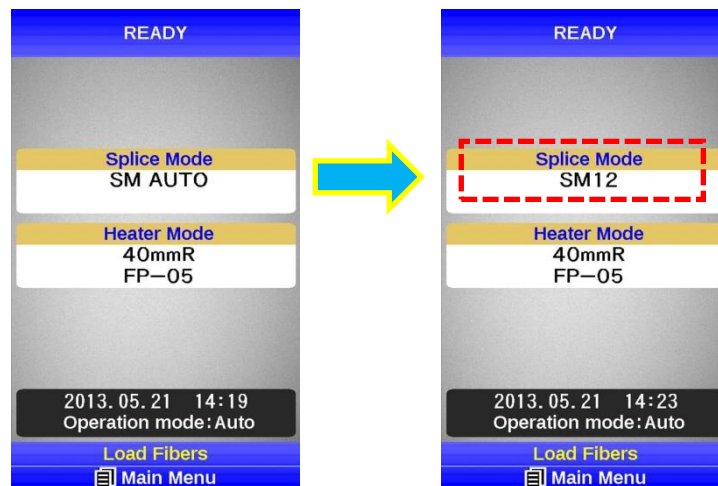 READY
Splice Mode
SM AUTO
Heater Mode
40mmR
FP-05
2013.05.21 14:19
Operation mode:Auto
Load Fibers
Main Menu
READY
Splice Mode
SM12
Heater Mode
40mmR
FP-05
2013.05.21 14:23
Operation mode:Auto
Load Fibers
Main Menu